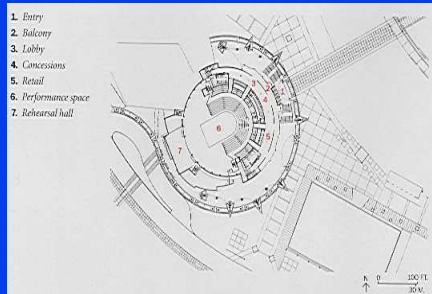 1. Entry
2. Balcony
3. Lobby
4. Concessions
5. Retail
6. Performance space
7. Rehearsal hall
3
2
1
4
5
6
7
N 0 100 FT.
30 M.